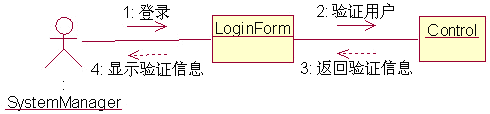 1: 登录
2: 验证用户
LoginForm
Control
4: 显示验证信息
3: 返回验证信息
:
SystemManager